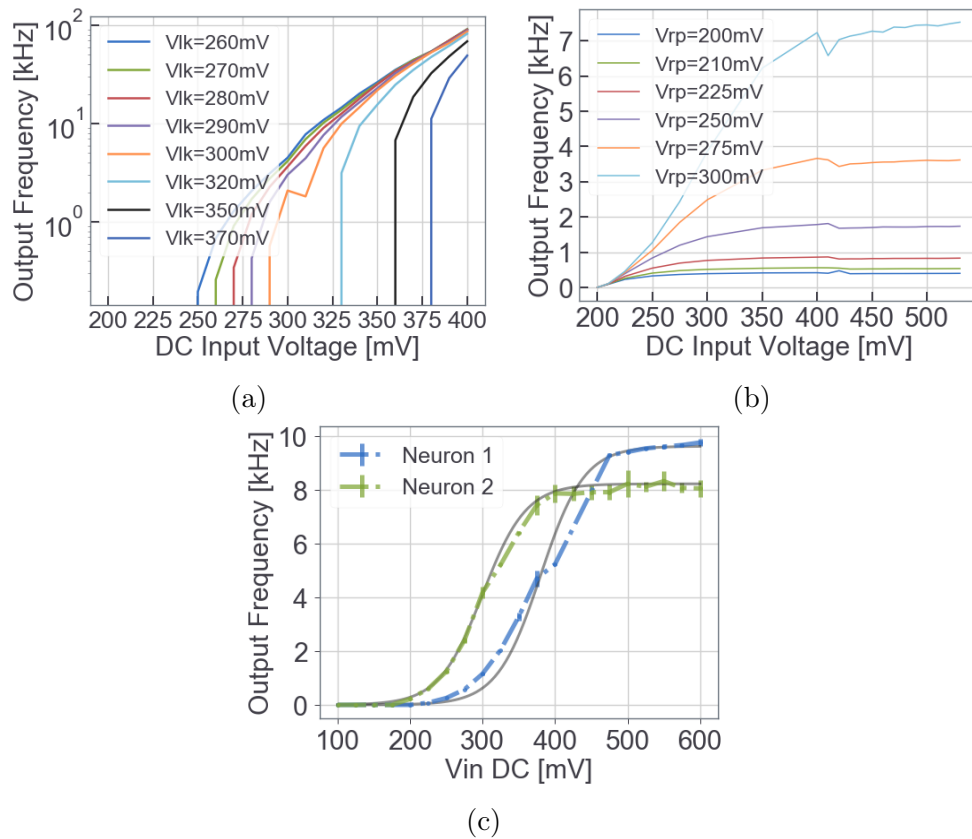 Output Frequency [kHz]
10²
10¹
10⁰
Vlk=260mV
Vlk=270mV
Vlk=280mV
Vlk=290mV
Vlk=300mV
Vlk=320mV
Vlk=350mV
Vlk=370mV
200 225 250 275 300 325 350 375 400
DC Input Voltage [mV]
(a)
Output Frequency [kHz]
7
6
5
4
3
2
1
0
Vrp=200mV
Vrp=210mV
Vrp=225mV
Vrp=250mV
Vrp=275mV
Vrp=300mV
200 250 300 350 400 450 500
DC Input Voltage [mV]
(b)
Output Frequency [kHz]
10
8
6
4
2
0
Neuron 1
Neuron 2
100 200 300 400 500 600
Vin DC [mV]
(c)